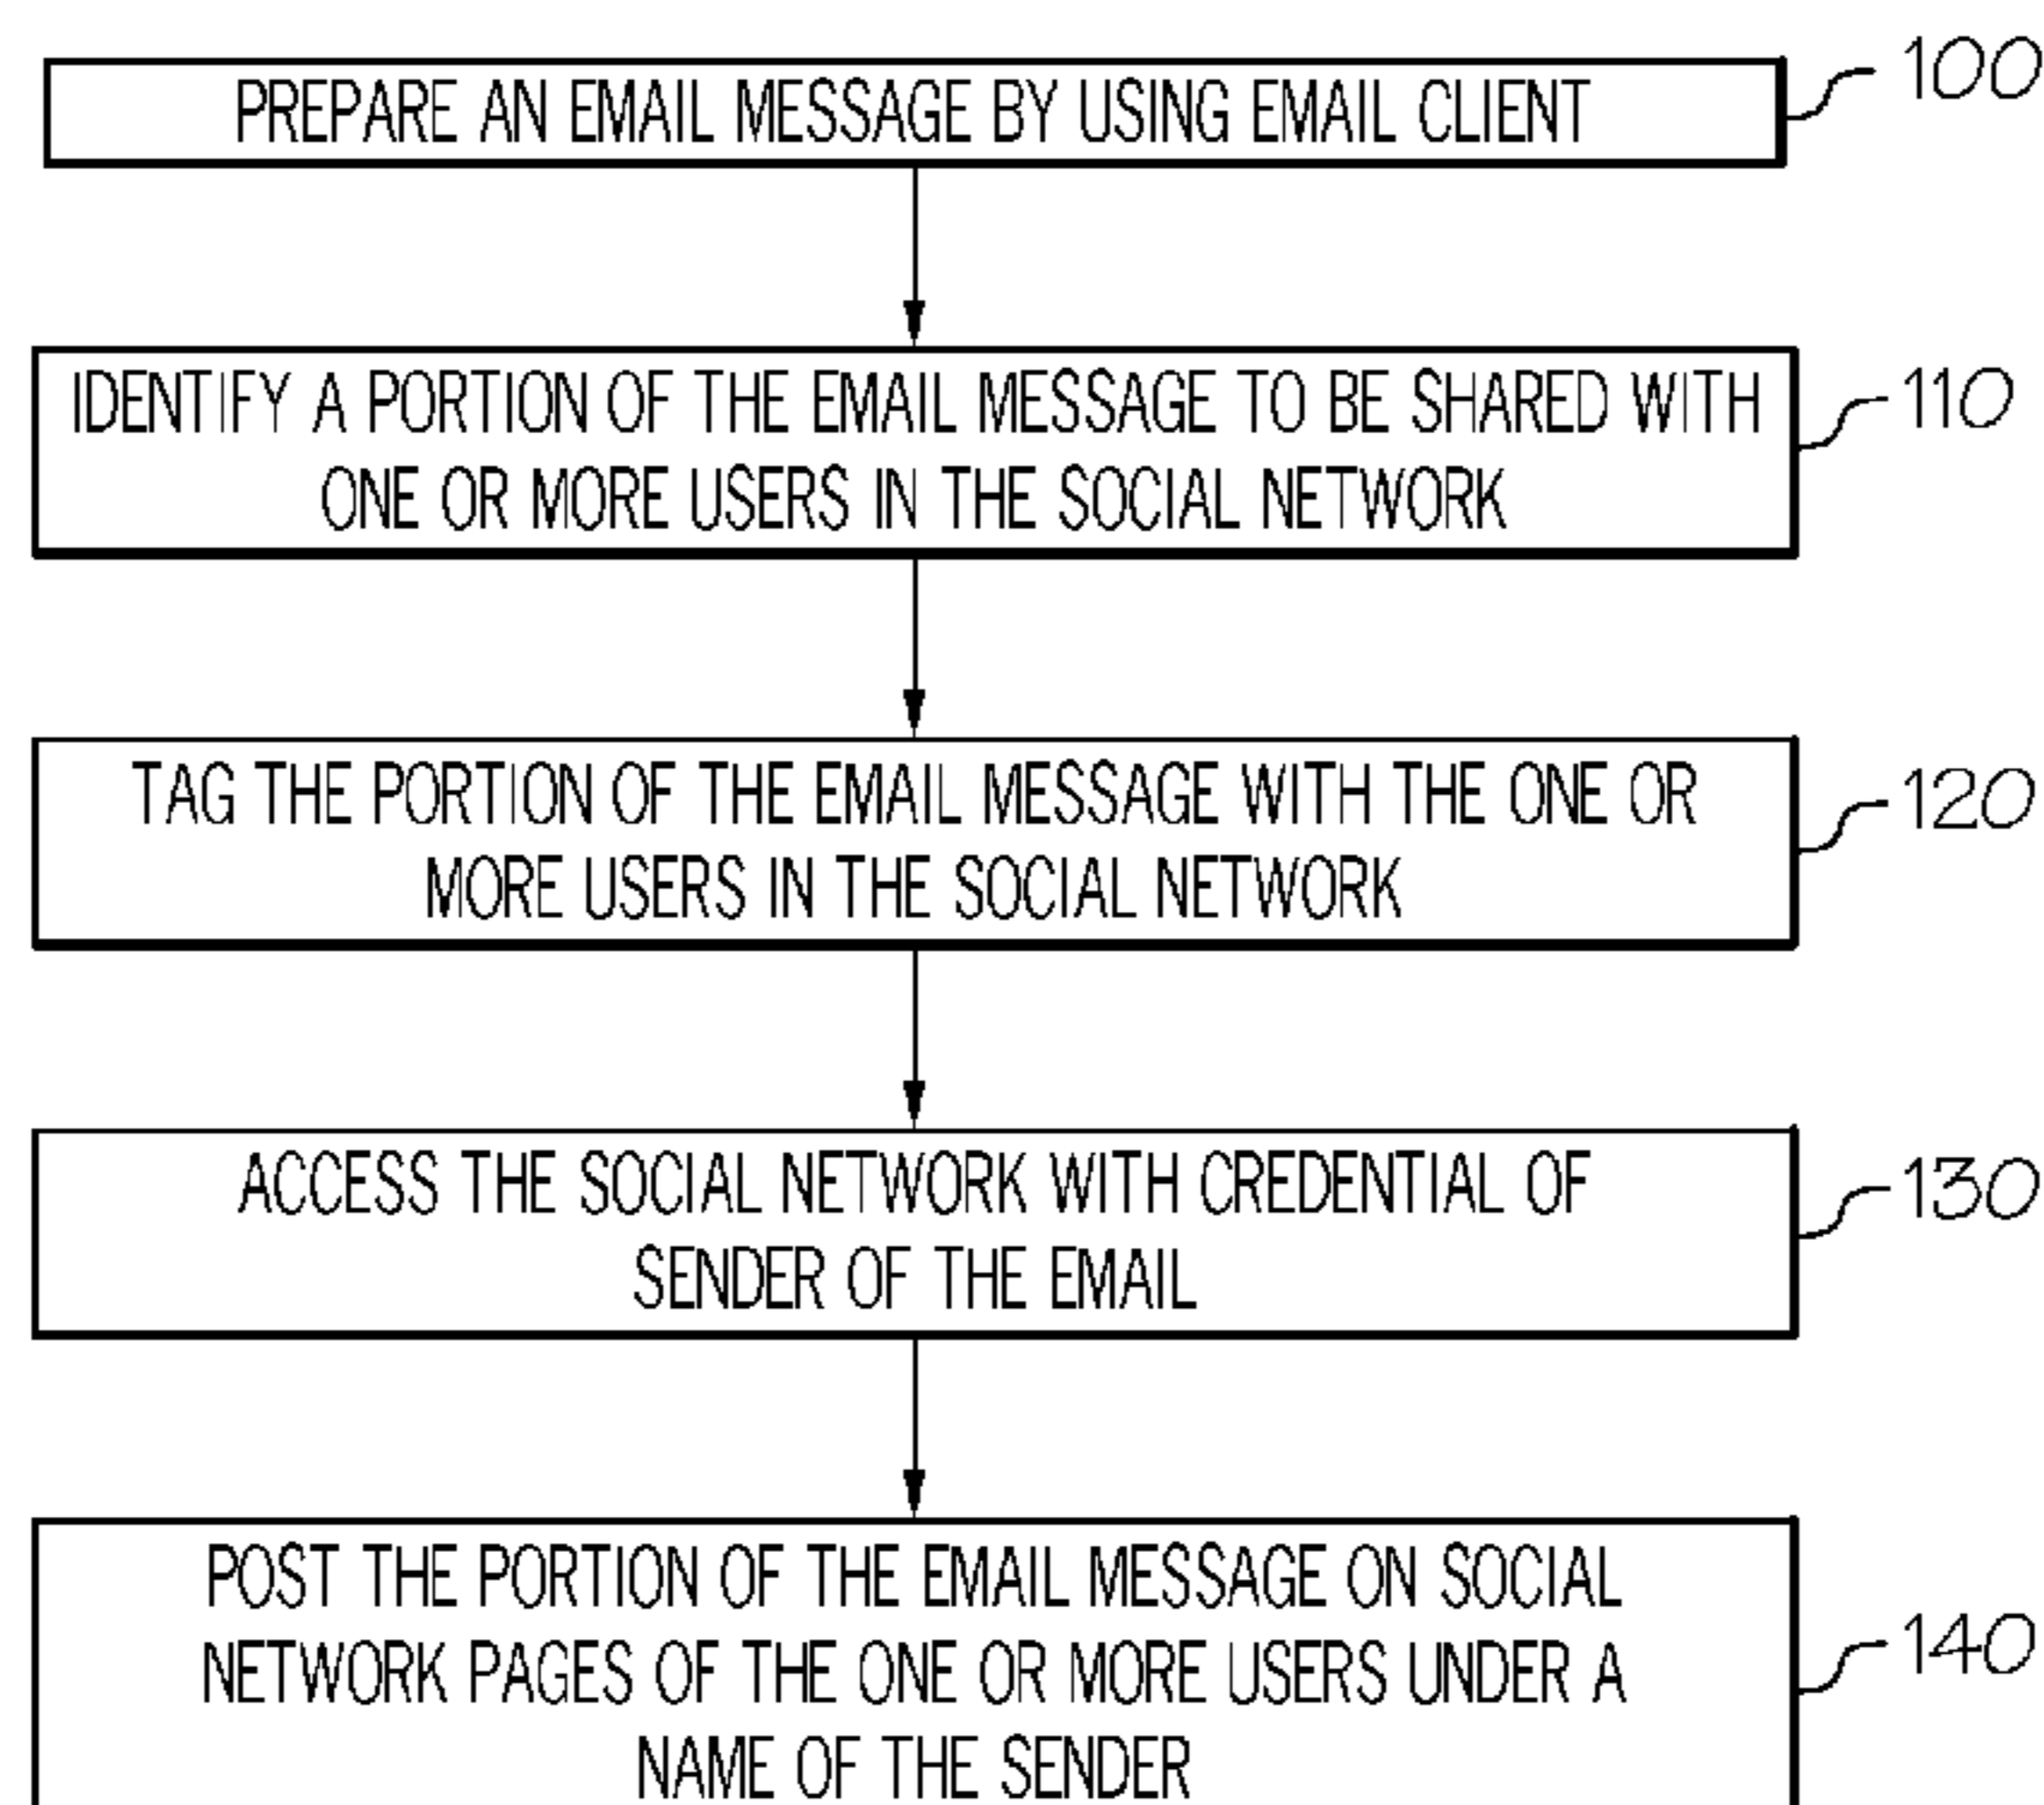 PREPARE AN EMAIL MESSAGE BY USING EMAIL CLIENT
100
IDENTIFY A PORTION OF THE EMAIL MESSAGE TO BE SHARED WITH
ONE OR MORE USERS IN THE SOCIAL NETWORK
110
TAG THE PORTION OF THE EMAIL MESSAGE WITH THE ONE OR
MORE USERS IN THE SOCIAL NETWORK
120
ACCESS THE SOCIAL NETWORK WITH CREDENTIAL OF
SENDER OF THE EMAIL
130
POST THE PORTION OF THE EMAIL MESSAGE ON SOCIAL
NETWORK PAGES OF THE ONE OR MORE USERS UNDER A
NAME OF THE SENDER
140